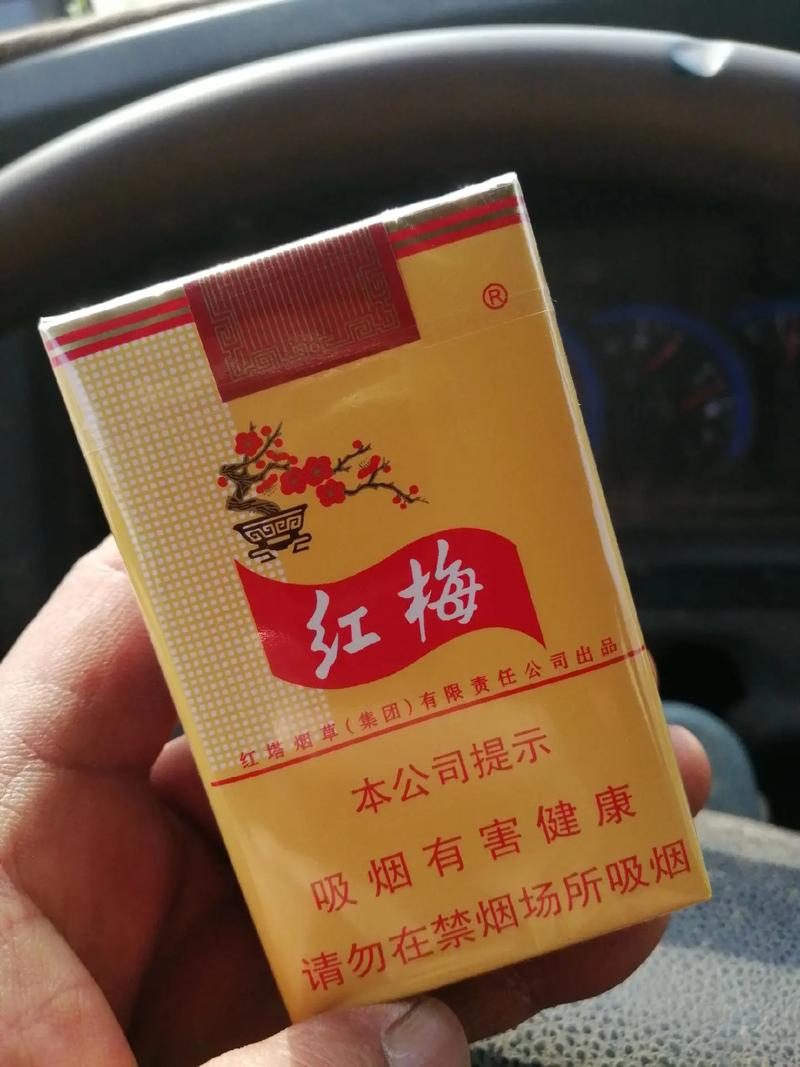 ®
红梅
红塔烟草(集团)有限责任公司出品
本公司提示
吸烟有害健康
请勿在禁烟场所吸烟